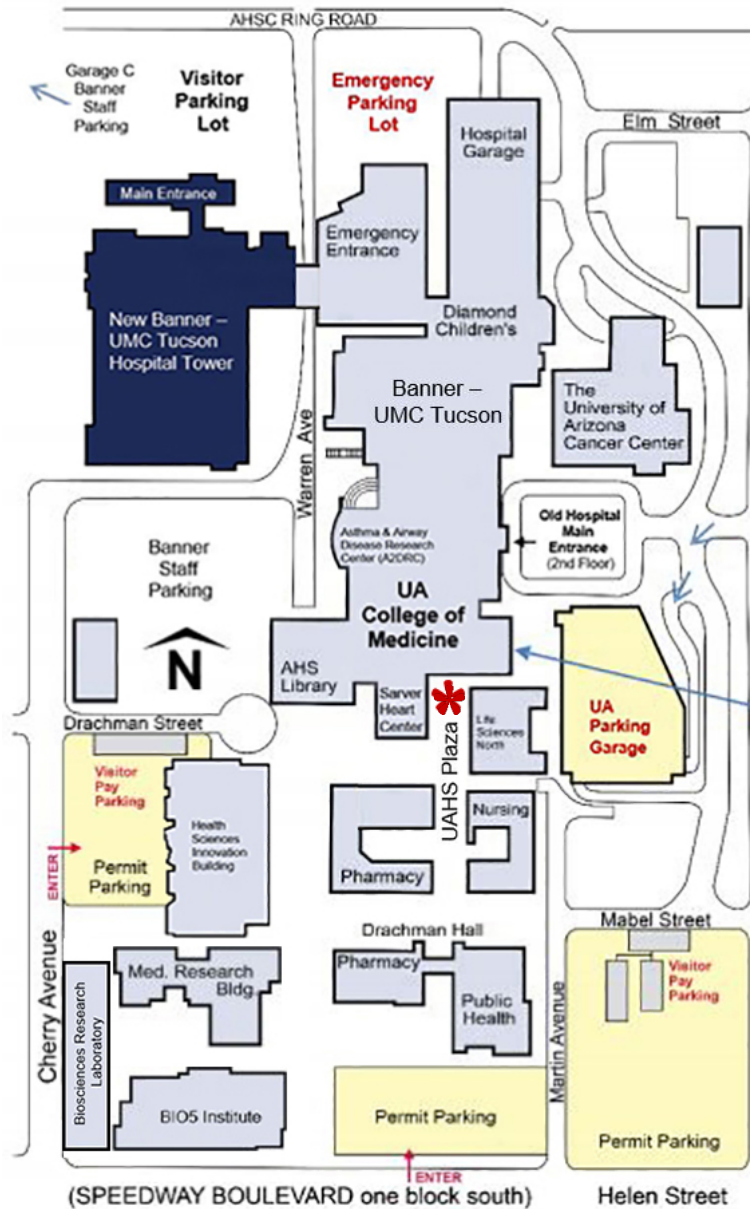 AHSC RING ROAD
Garage C
Banner
Staff
Parking
Visitor
Parking
Lot
Emergency
Parking
Lot
Hospital
Garage
Elm Street
Main Entrance
Emergency
Entrance
New Banner –
UMC Tucson
Hospital Tower
Diamond
Children's
Banner –
UMC Tucson
The
University of
Arizona
Cancer Center
Warren Ave
Asthma & Airway
Disease Research
Center (A2DRC)
Old Hospital
Main
Entrance
(2nd Floor)
Banner
Staff
Parking
UA
College of
Medicine
N
AHS
Library
Sarver
Heart
Center
UAHS Plaza
Life
Sciences
North
UA
Parking
Garage
Drachman Street
Visitor
Pay
Parking
ENTER
Permit
Parking
Health
Sciences
Innovation
Building
Nursing
Pharmacy
Mabel Street
Drachman Hall
Pharmacy
Public
Health
Med. Research
Bldg.
Visitor
Pay
Parking
Cherry Avenue
Biosciences Research
Laboratory
Martin Avenue
BIO5 Institute
Permit Parking
Permit Parking
ENTER
(SPEEDWAY BOULEVARD one block south)
Helen Street